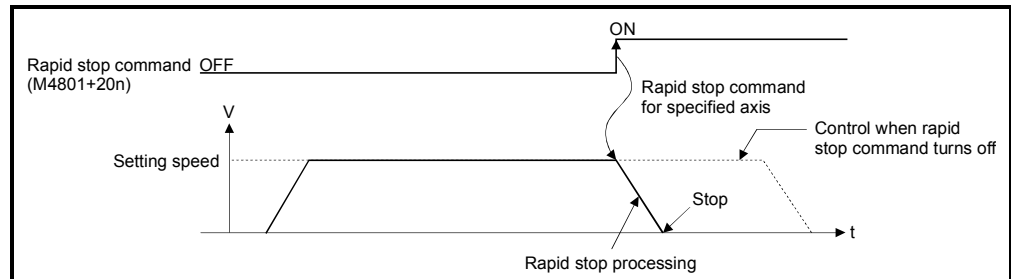 ON
Rapid stop command OFF
(M4801+20n)
Rapid stop command
for specified axis
V
Control when rapid
stop command turns off
Setting speed
Stop
t
Rapid stop processing